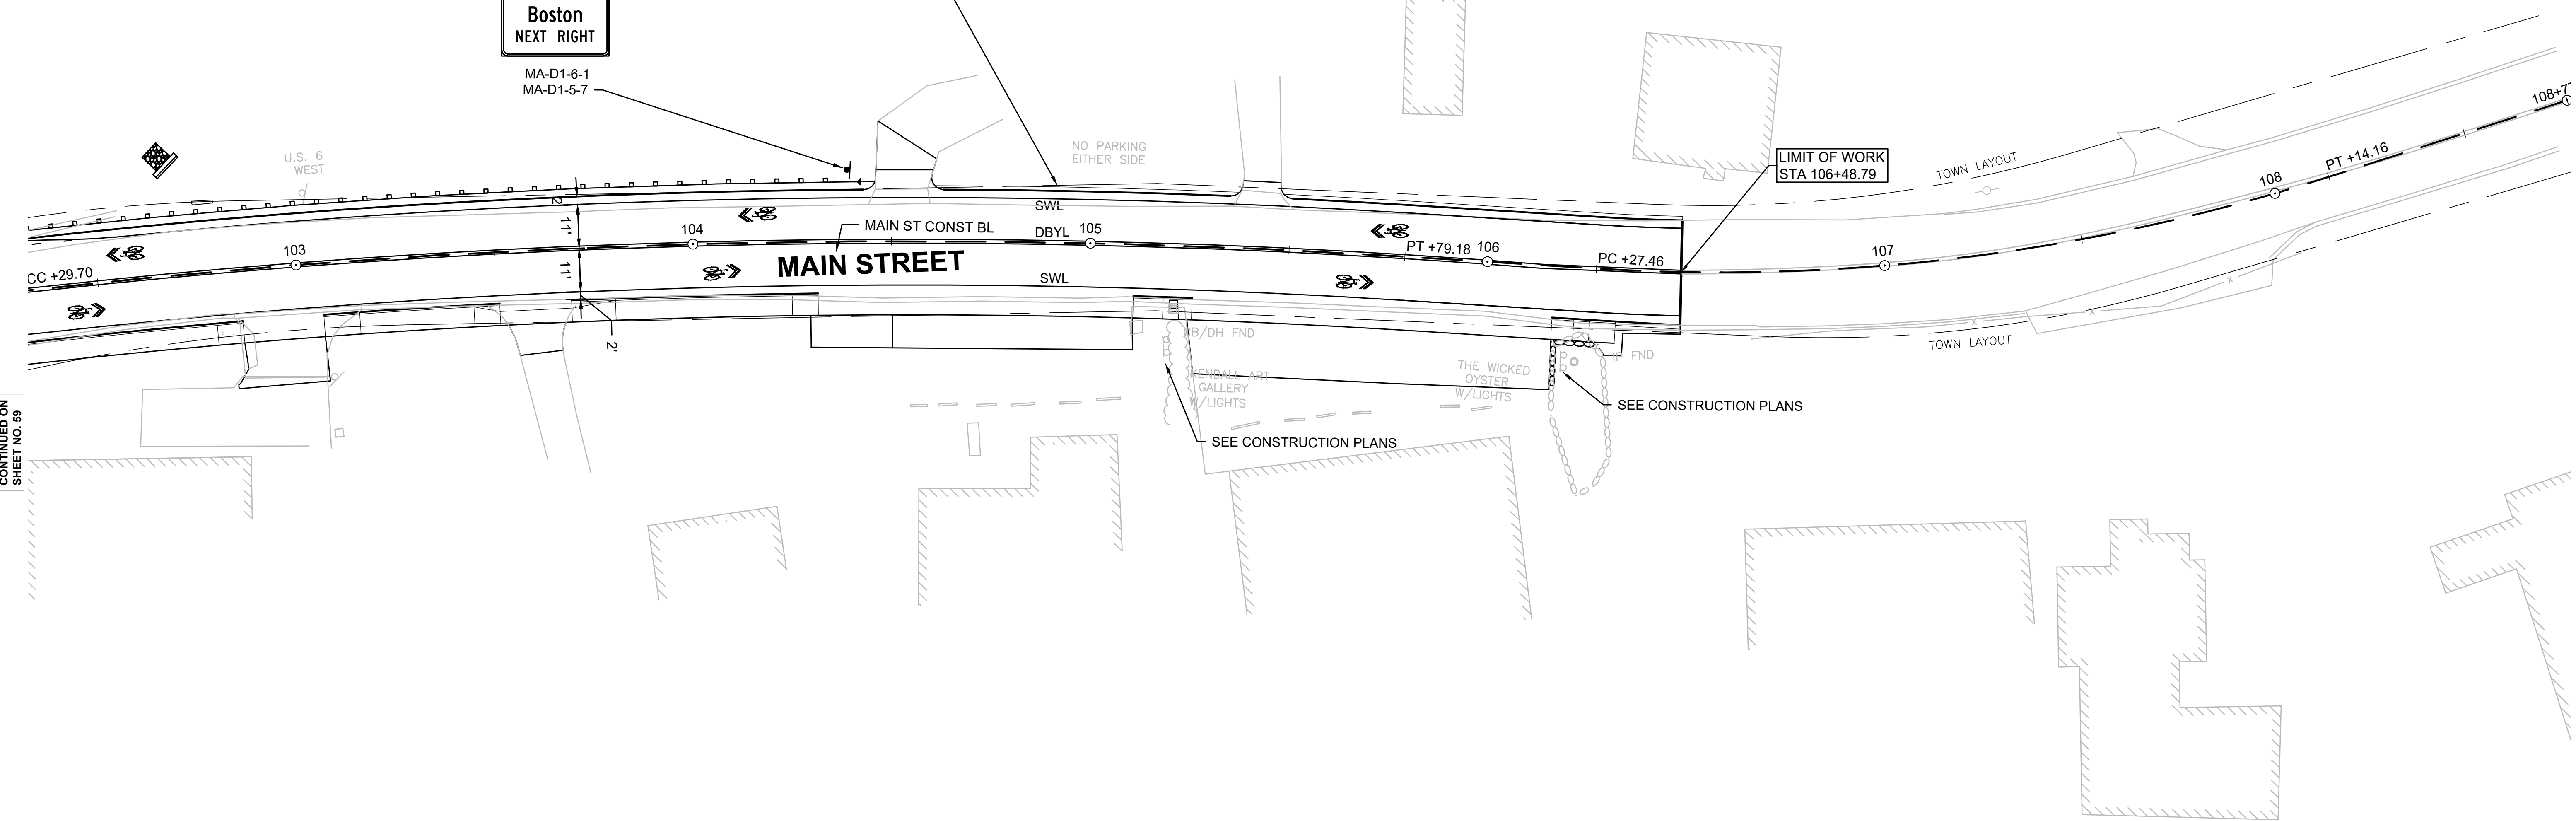 Boston
NEXT RIGHT
MA-D1-6-1
MA-D1-5-7
U.S. 6
WEST
NO PARKING
EITHER SIDE
LIMIT OF WORK
STA 106+48.79
TOWN LAYOUT
PT +14.16
108
107
2'
11'
11'
2'
SWL
MAIN ST CONST BL
DBYL
105
104
103
CC +29.70
MAIN STREET
PT +79.18
106
PC +27.46
SWL
TOWN LAYOUT
CB/DH FND
IP FND
KENDALL ART
GALLERY
W/LIGHTS
THE WICKED
OYSTER
W/LIGHTS
SEE CONSTRUCTION PLANS
SEE CONSTRUCTION PLANS
CONTINUED ON
SHEET NO. 59